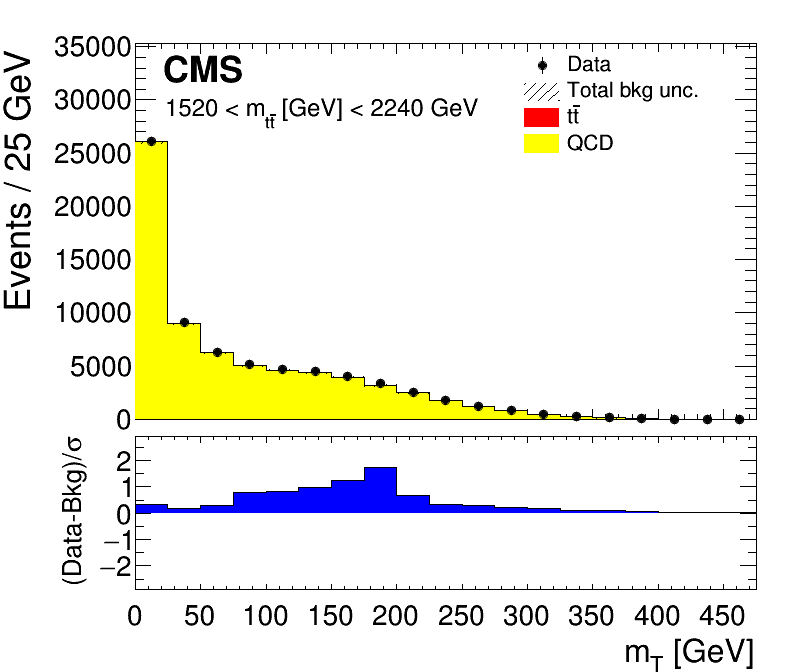 35000
30000
25000
20000
15000
10000
5000
0
Events / 25 GeV
CMS
1520 < m_tt̄ [GeV] < 2240 GeV
Data
Total bkg unc.
tt̄
QCD
2
1
0
−1
−2
(Data-Bkg)/σ
0 50 100 150 200 250 300 350 400 450
m_T [GeV]